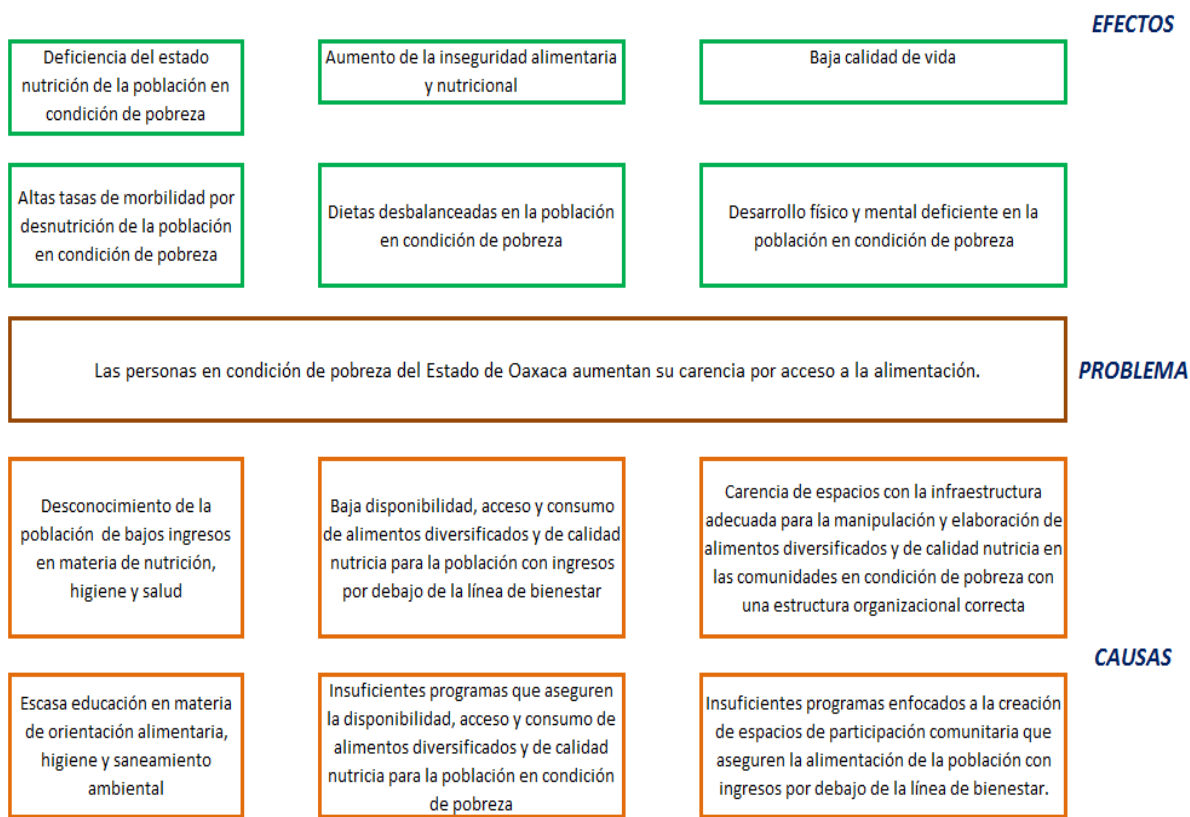 EFECTOS
Deficiencia del estado
nutrición de la población en
condición de pobreza
Aumento de la inseguridad alimentaria
y nutricional
Baja calidad de vida
Altas tasas de morbilidad por
desnutrición de la población
en condición de pobreza
Dietas desbalanceadas en la población
en condición de pobreza
Desarrollo físico y mental deficiente en la
población en condición de pobreza
Las personas en condición de pobreza del Estado de Oaxaca aumentan su carencia por acceso a la alimentación.
PROBLEMA
Desconocimiento de la
población de bajos ingresos
en materia de nutrición,
higiene y salud
Baja disponibilidad, acceso y consumo
de alimentos diversificados y de calidad
nutricia para la población con ingresos
por debajo de la línea de bienestar
Carencia de espacios con la infraestructura
adecuada para la manipulación y elaboración de
alimentos diversificados y de calidad nutricia en
las comunidades en condición de pobreza con
una estructura organizacional correcta
CAUSAS
Escasa educación en materia
de orientación alimentaria,
higiene y saneamiento
ambiental
Insuficientes programas que aseguren
la disponibilidad, acceso y consumo de
alimentos diversificados y de calidad
nutricia para la población en condición
de pobreza
Insuficientes programas enfocados a la creación
de espacios de participación comunitaria que
aseguren la alimentación de la población con
ingresos por debajo de la línea de bienestar.